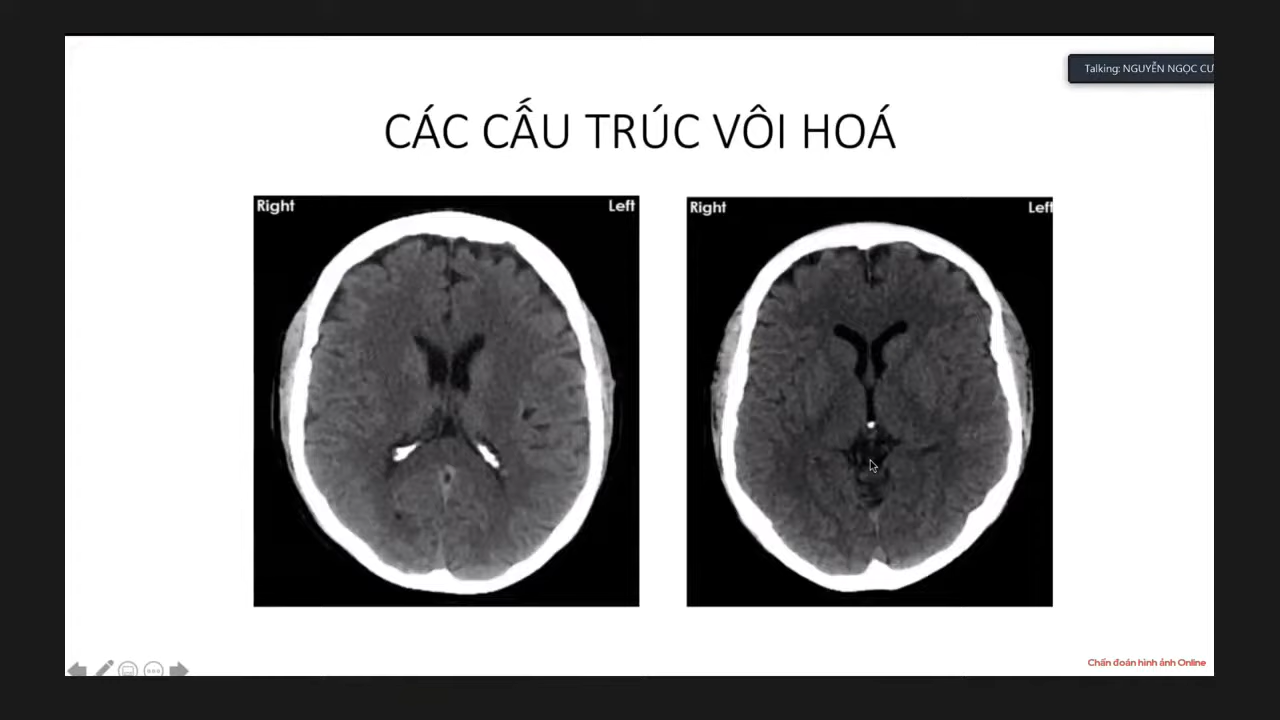 Talking: NGUYỄN NGỌC CƯ
CÁC CẤU TRÚC VÔI HOÁ
Right Left
Right Left
Chẩn đoán hình ảnh Online